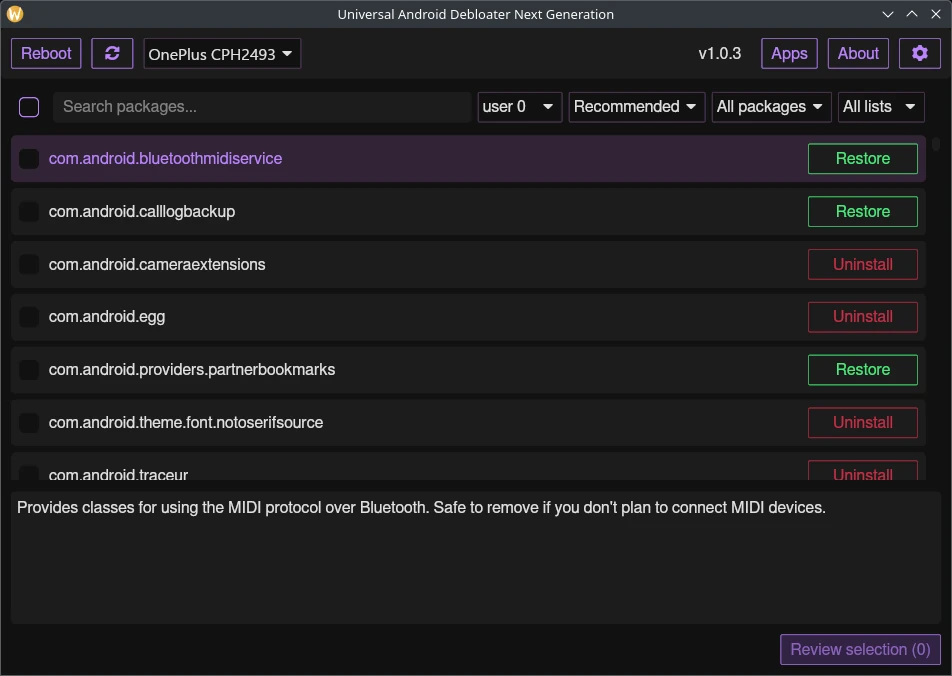 Universal Android Debloater Next Generation
Reboot OnePlus CPH2493 v1.0.3 Apps About
Search packages... user 0 Recommended All packages All lists
com.android.bluetoothmidiservice Restore
com.android.calllogbackup Restore
com.android.cameraextensions Uninstall
com.android.egg Uninstall
com.android.providers.partnerbookmarks Restore
com.android.theme.font.notoserifsource Uninstall
com.android.traceur Uninstall
Provides classes for using the MIDI protocol over Bluetooth. Safe to remove if you don't plan to connect MIDI devices.
Review selection (0)